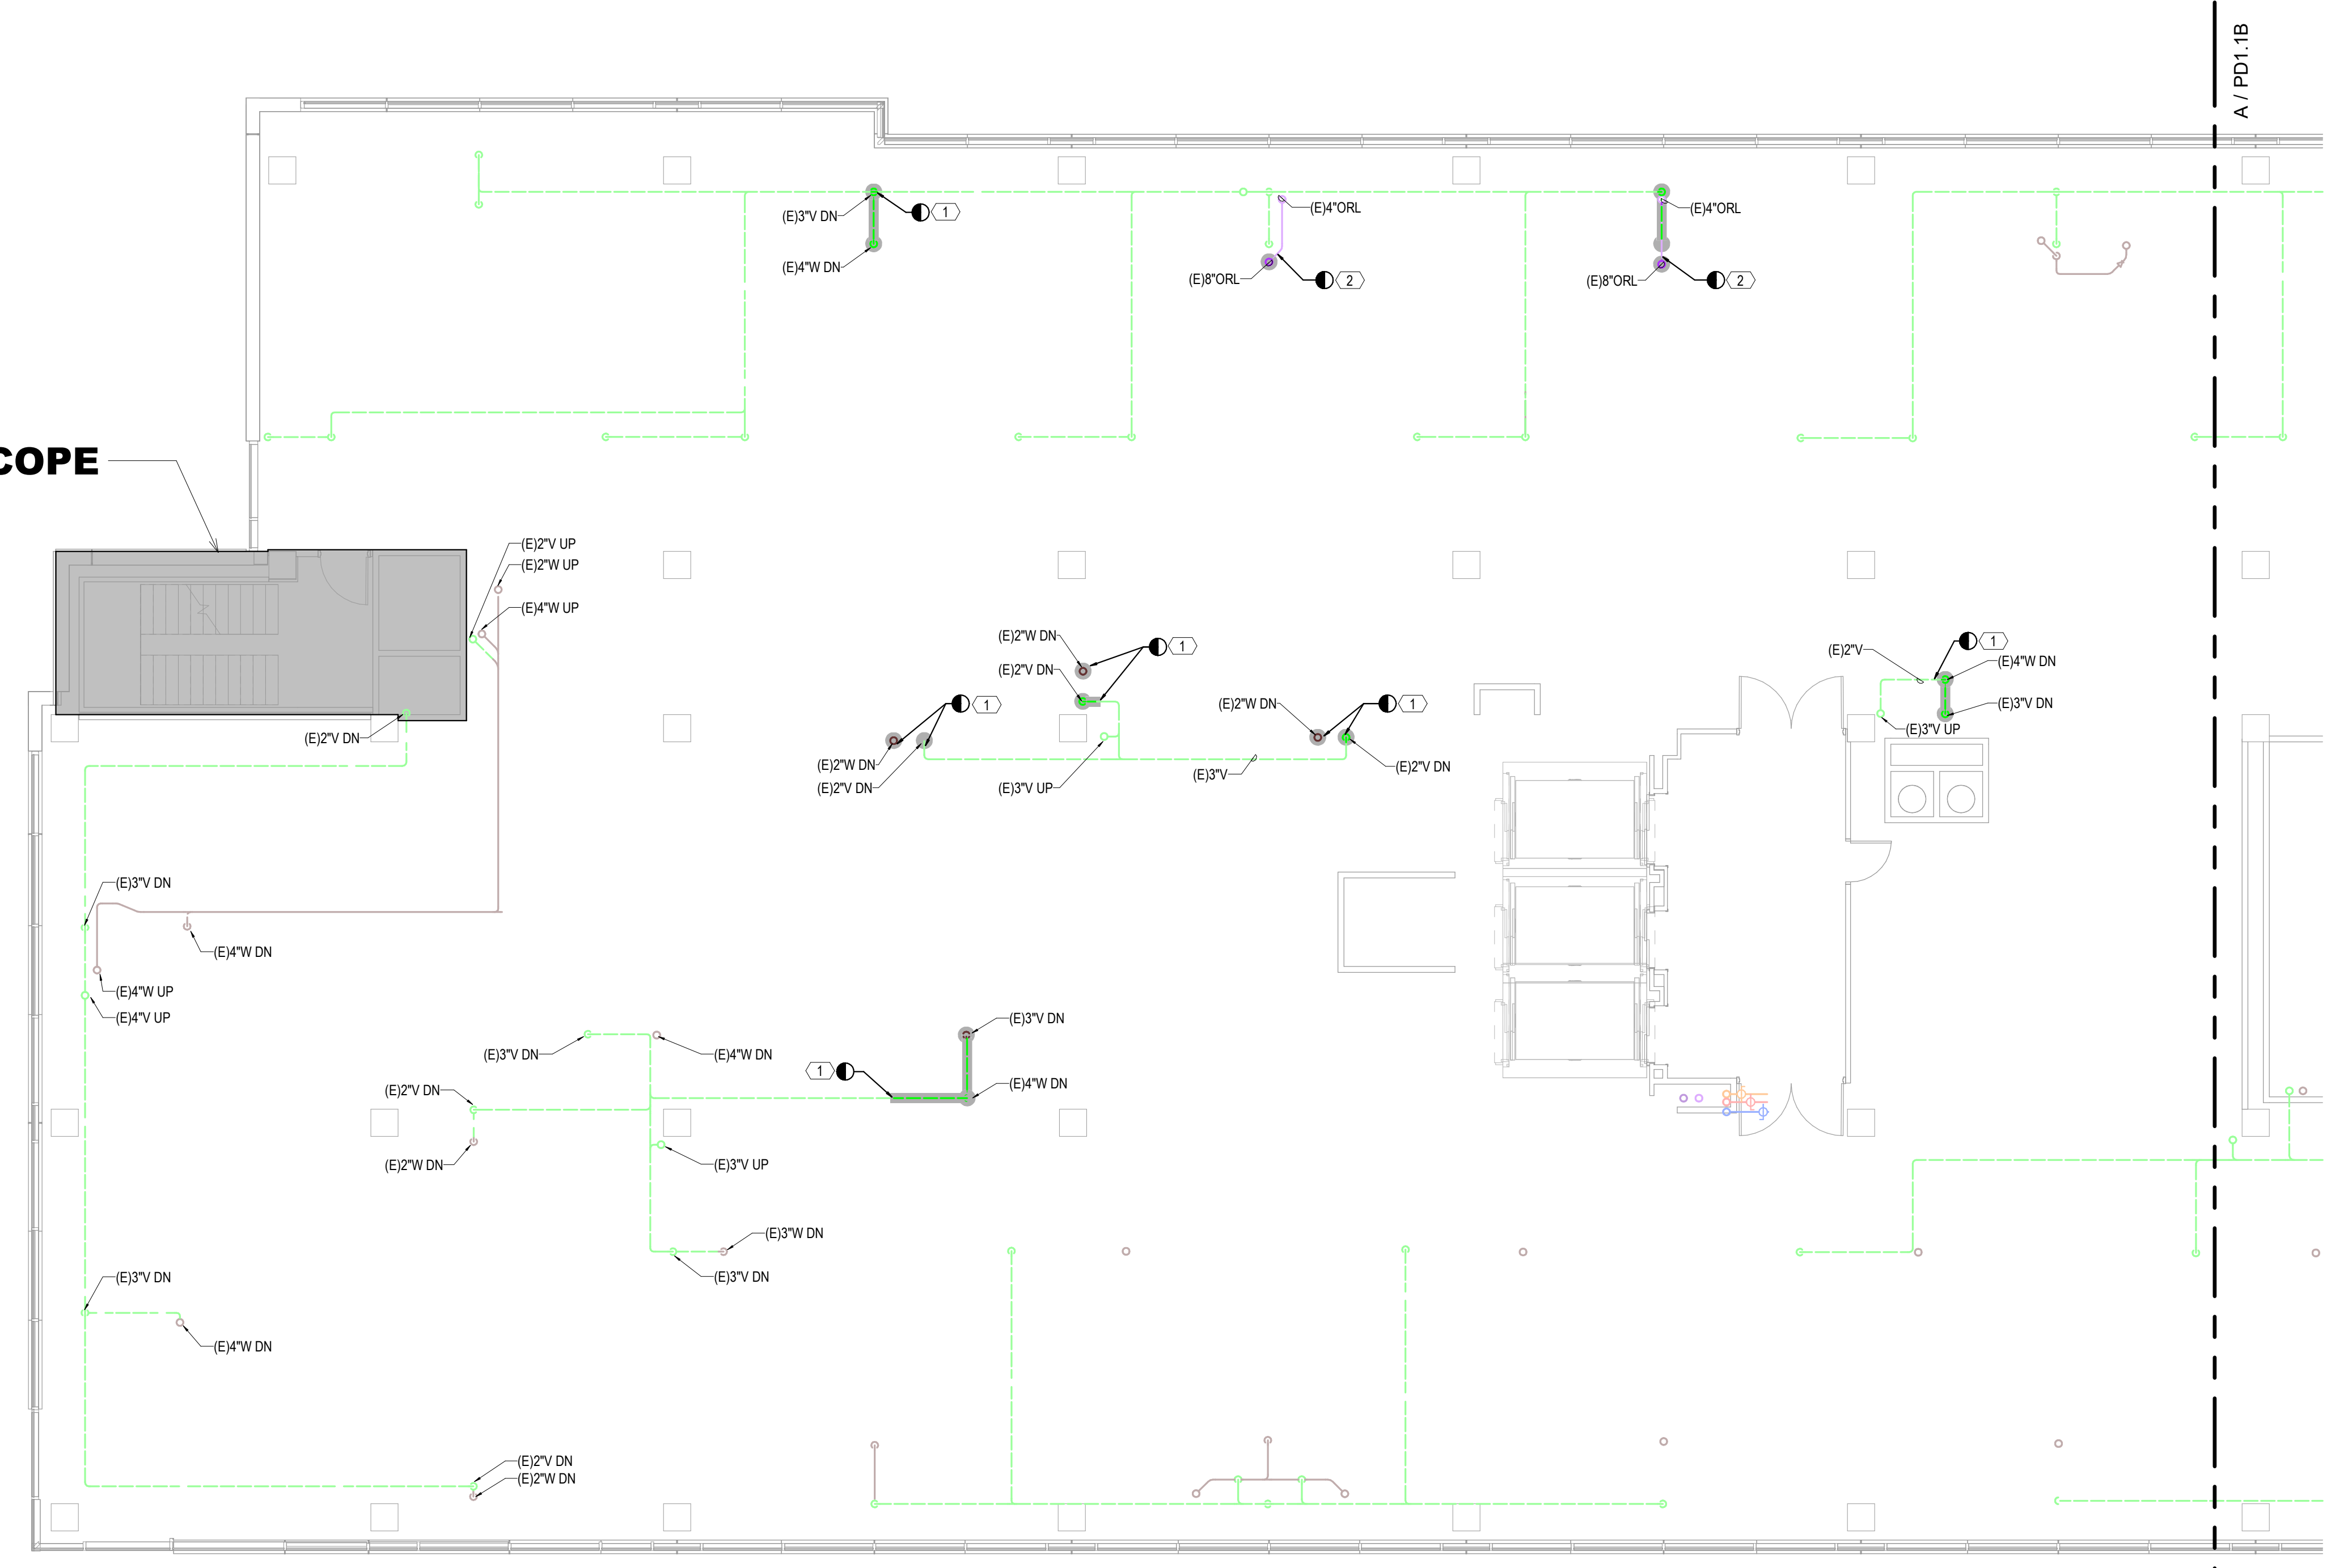 A / PD1.1B
(E)3"V DN
1
(E)4"W DN
(E)4"ORL
(E)8"ORL
2
(E)4"ORL
(E)8"ORL
2
COPE
(E)2"V UP
(E)2"W UP
(E)4"W UP
(E)2"V DN
(E)2"W DN
(E)2"V DN
1
(E)2"W DN
(E)2"V DN
1
(E)3"V UP
(E)3"V
(E)2"W DN
1
(E)2"V DN
(E)2"V
1
(E)4"W DN
(E)3"V DN
(E)3"V UP
(E)3"V DN
(E)4"W DN
(E)4"W UP
(E)4"V UP
(E)3"V DN
(E)4"W DN
(E)2"V DN
(E)2"W DN
(E)3"V UP
(E)3"W DN
(E)3"V DN
1
(E)3"V DN
(E)4"W DN
(E)3"V DN
(E)4"W DN
(E)2"V DN
(E)2"W DN